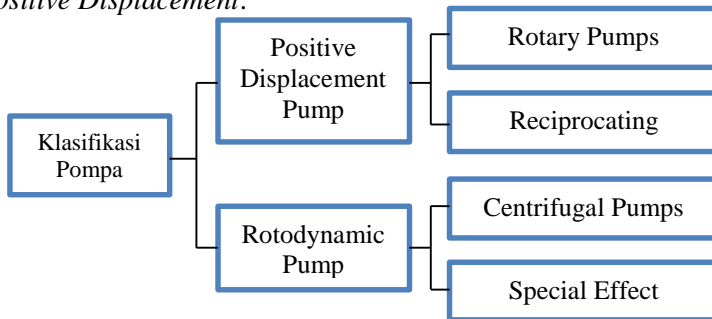 ositive Displacement.
Positive
Displacement
Pump
Rotary Pumps
Reciprocating
Klasifikasi
Pompa
Rotodynamic
Pump
Centrifugal Pumps
Special Effect